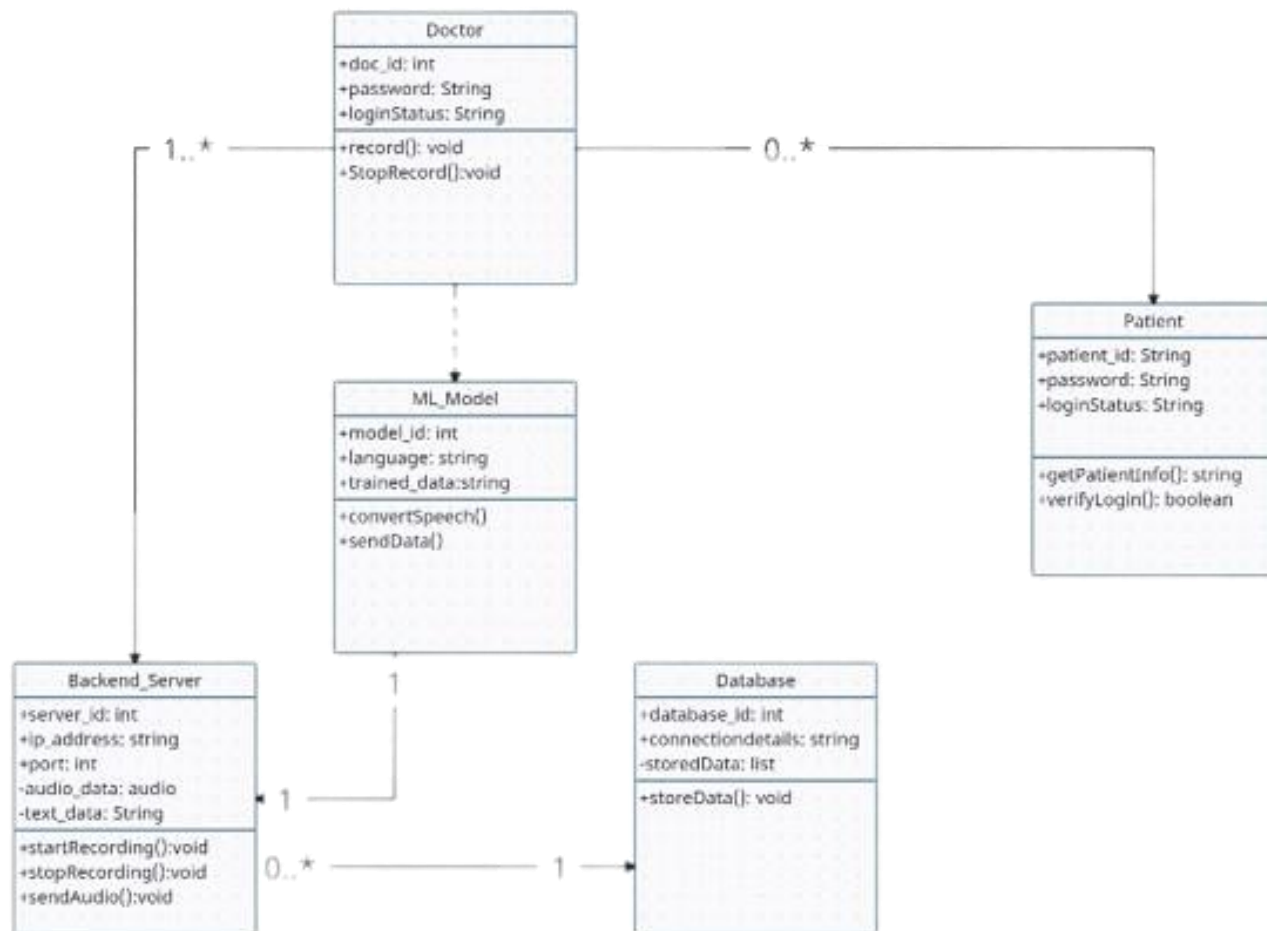 Doctor
+doc_id: int
+password: String
+loginStatus: String
+record(): void
+StopRecord():void
1..*
0..*
Patient
+patient_id: String
+password: String
+loginStatus: String
+getPatientInfo(): string
+verifyLogin(): boolean
ML_Model
+model_id: int
+language: string
+trained_data:string
+convertSpeech()
+sendData()
1
1
Backend_Server
+server_id: int
+ip_address: string
+port: int
-audio_data: audio
-text_data: String
+startRecording():void
+stopRecording():void
+sendAudio():void
0..*
1
Database
+database_id: int
+connectiondetails: string
-storedData: list
+storeData(): void